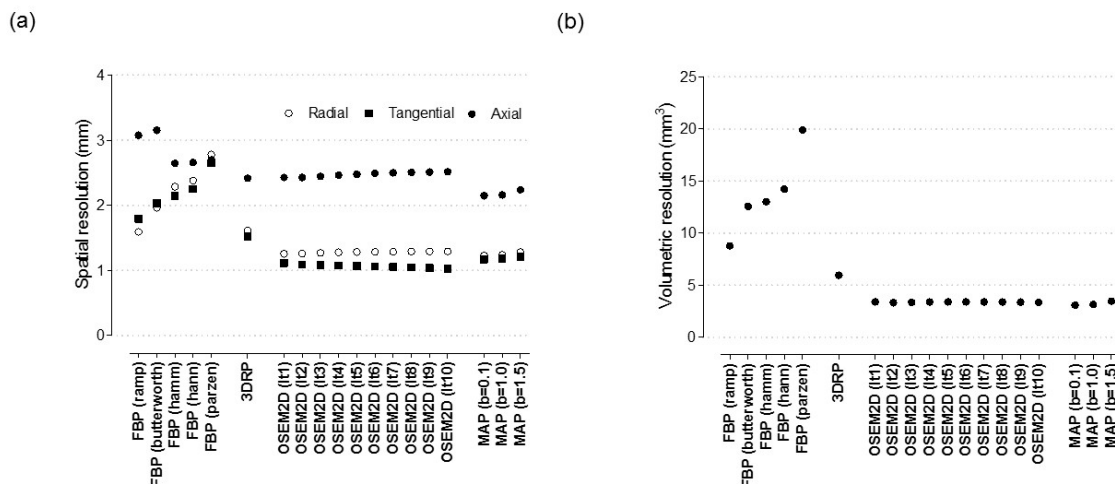 (a)
(b)
Spatial resolution (mm)
4
3
2
1
0
Radial
Tangential
Axial
FBP (ramp)
FBP (butterworth)
FBP (hamm)
FBP (hann)
FBP (parzen)
3DRP
OSEM2D (It1)
OSEM2D (It2)
OSEM2D (It3)
OSEM2D (It4)
OSEM2D (It5)
OSEM2D (It6)
OSEM2D (It7)
OSEM2D (It8)
OSEM2D (It9)
OSEM2D (It10)
MAP (b=0.1)
MAP (b=1.0)
MAP (b=1.5)
Volumetric resolution (mm³)
25
20
15
10
5
0
FBP (ramp)
FBP (butterworth)
FBP (hamm)
FBP (hann)
FBP (parzen)
3DRP
OSEM2D (It1)
OSEM2D (It2)
OSEM2D (It3)
OSEM2D (It4)
OSEM2D (It5)
OSEM2D (It6)
OSEM2D (It7)
OSEM2D (It8)
OSEM2D (It9)
OSEM2D (It10)
MAP (b=0.1)
MAP (b=1.0)
MAP (b=1.5)